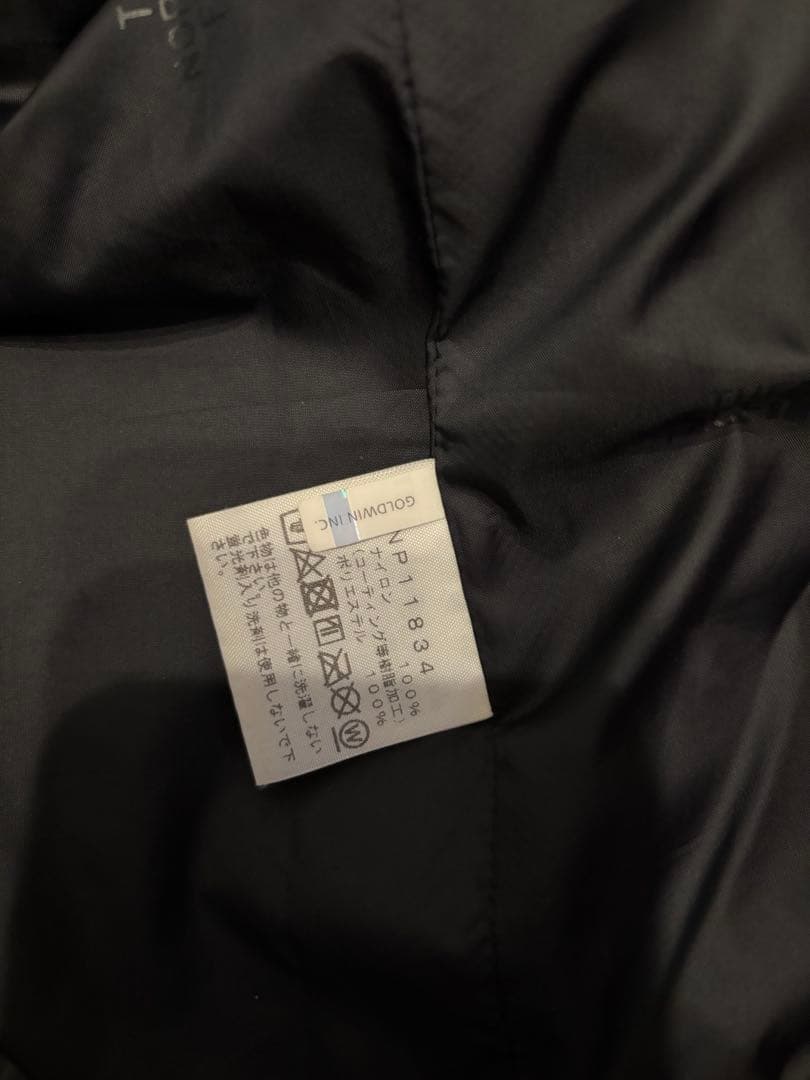 GOLDWIN INC.
NP11834
ナイロン 100%
(コーティング等樹脂加工)
ポリエステル 100%
W
色物は他の物と一緒に洗濯しない
で下さい。
蛍光剤入り洗剤は使用しないで下
さい。